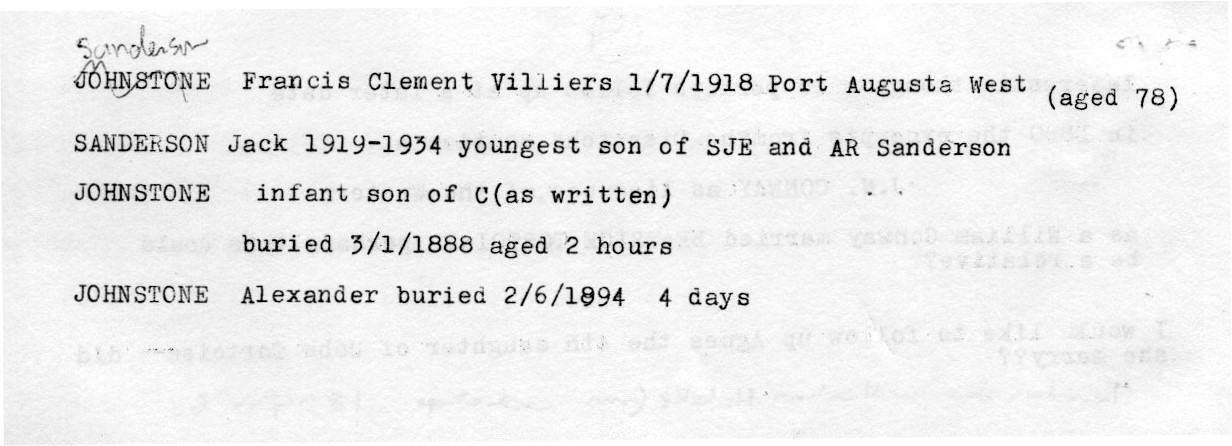 Sanderson
JOHNSTONE Francis Clement Villiers 1/7/1918 Port Augusta West (aged 78)
SANDERSON Jack 1919-1934 youngest son of SJE and AR Sanderson
JOHNSTONE infant son of C(as written)
buried 3/1/1888 aged 2 hours
JOHNSTONE Alexander buried 2/6/1894 4 days